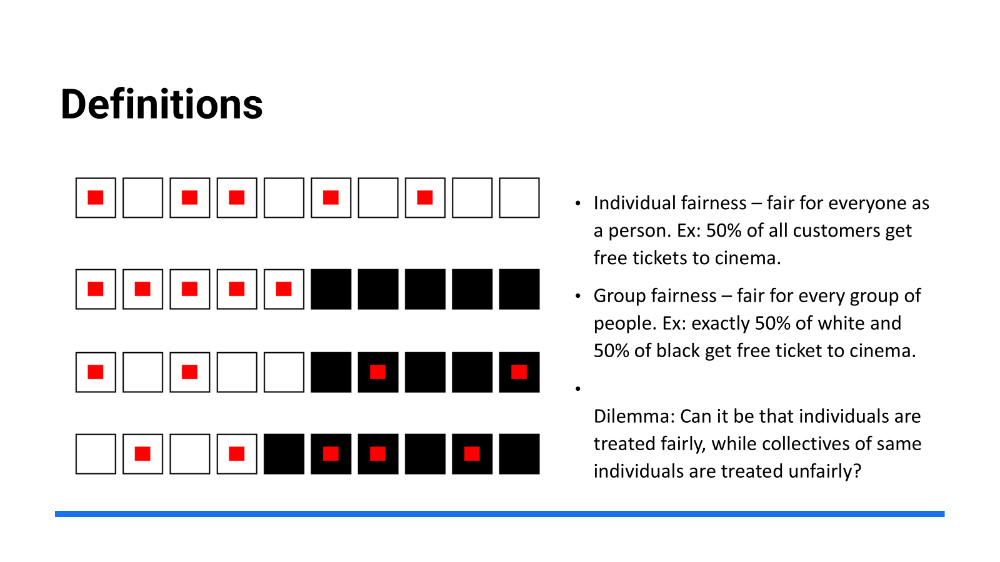 Definitions
• Individual fairness – fair for everyone as
a person. Ex: 50% of all customers get
free tickets to cinema.
• Group fairness – fair for every group of
people. Ex: exactly 50% of white and
50% of black get free ticket to cinema.
•
Dilemma: Can it be that individuals are
treated fairly, while collectives of same
individuals are treated unfairly?